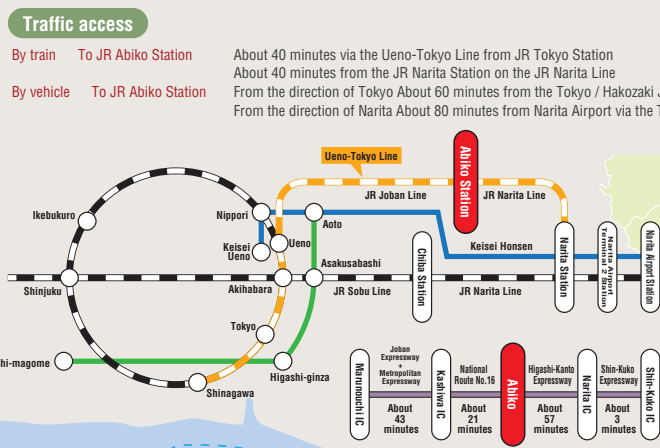 Traffic access
By train To JR Abiko Station About 40 minutes via the Ueno-Tokyo Line from JR Tokyo Station
About 40 minutes from the JR Narita Station on the JR Narita Line
By vehicle To JR Abiko Station From the direction of Tokyo About 60 minutes from the Tokyo / Hakozaki
From the direction of Narita About 80 minutes from Narita Airport via the
Ueno-Tokyo Line
Abiko Station
JR Joban Line
JR Narita Line
Ikebukuro
Nippori
Aoto
Keisei
Ueno
Ueno
Keisei Honsen
Chiba Station
Narita Station
Narita Airport
Terminal 2 Station
Narita Airport Station
Asakusabashi
Shinjuku
Akihabara
JR Sobu Line
JR Narita Line
Tokyo
hi-magome
Higashi-ginza
Shinagawa
Marunouchi IC
Joban
Expressway
+
Metropolitan
Expressway
About
43
minutes
Kashiwa IC
National
Route No.16
About
21
minutes
Abiko
Higashi-Kanto
Expressway
About
57
minutes
Narita IC
Shin-Kuko
Expressway
About
3
minutes
Shin-Kuko IC